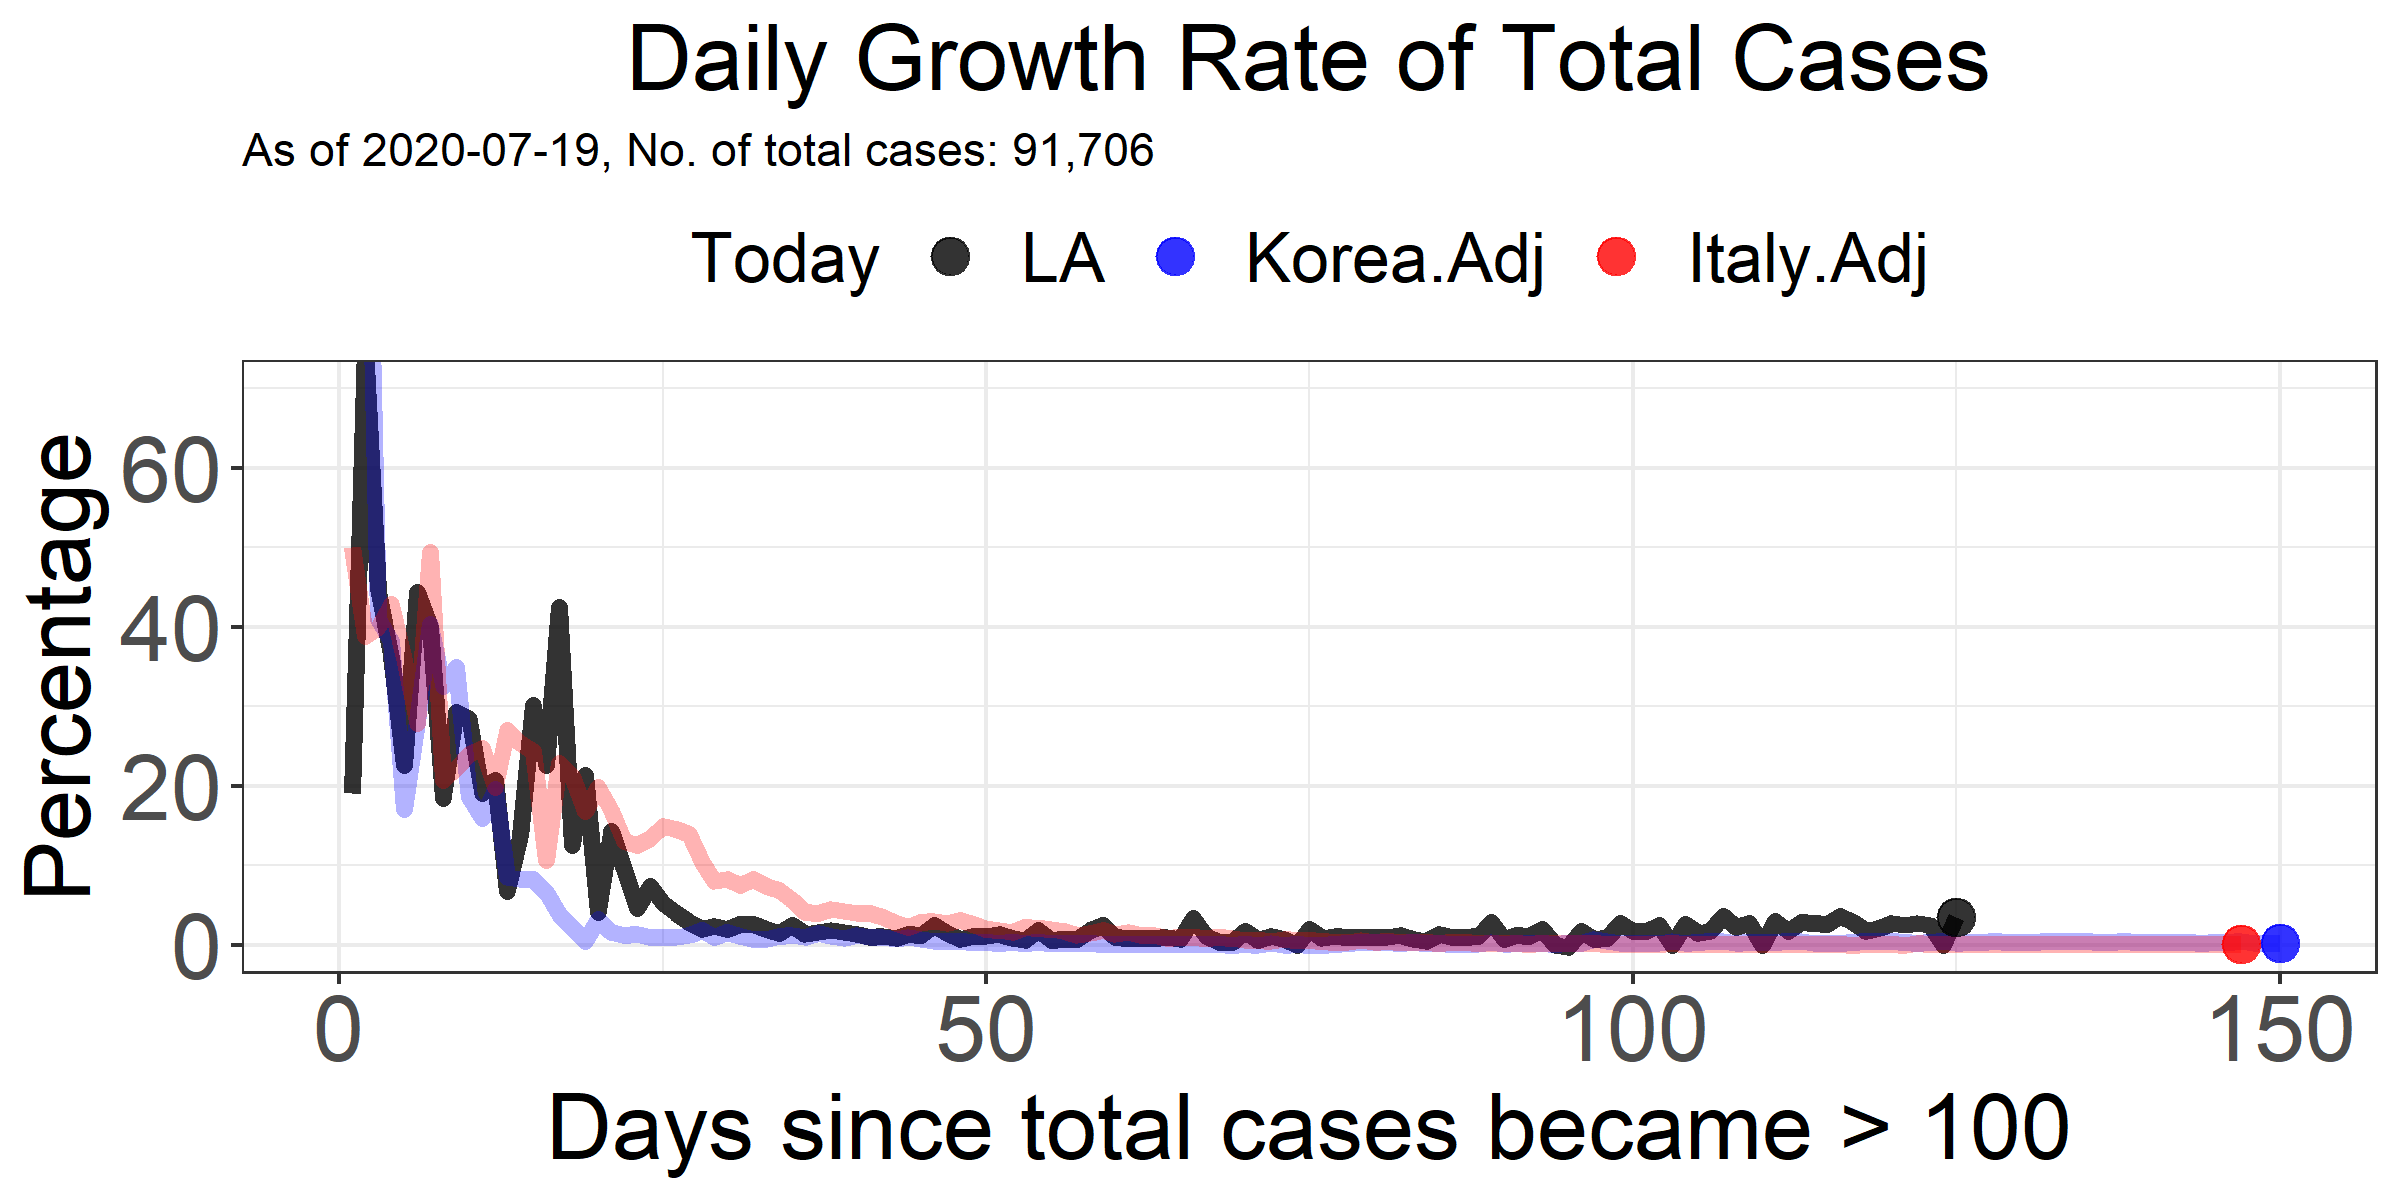 Daily Growth Rate of Total Cases
As of 2020-07-19, No. of total cases: 91,706
Today LA Korea.Adj Italy.Adj
Percentage
60
40
20
0
0 50 100 150
Days since total cases became > 100